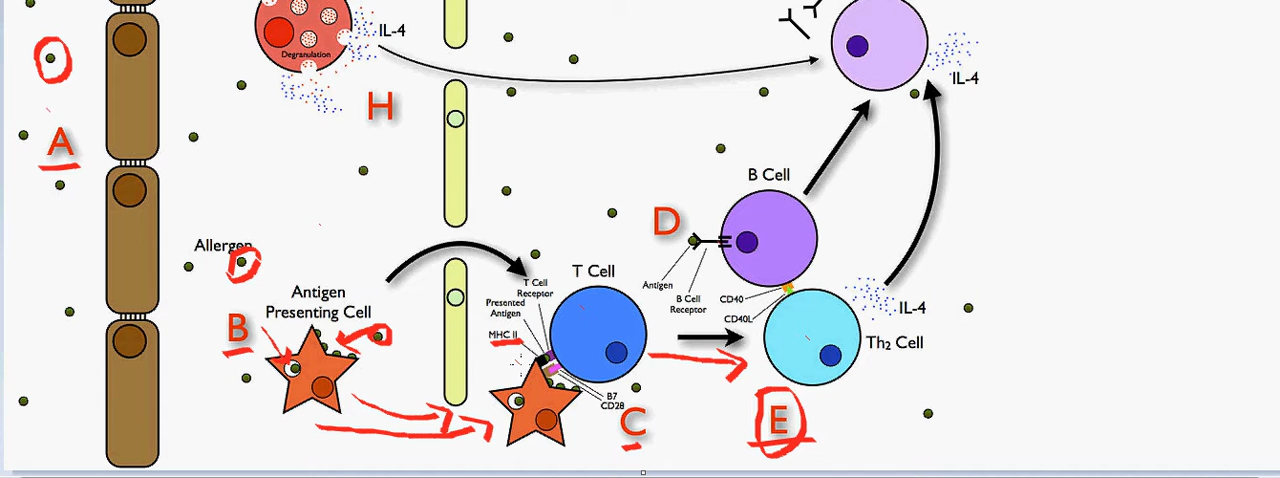 IL-4
Degranulation
H
A
IL-4
B Cell
D
Antigen
B Cell
Receptor
CD40
CD40L
IL-4
Th2 Cell
Allergen
Antigen
Presenting Cell
B
T Cell
T Cell
Receptor
Presented
Antigen
MHC II
B7
CD28
C
E